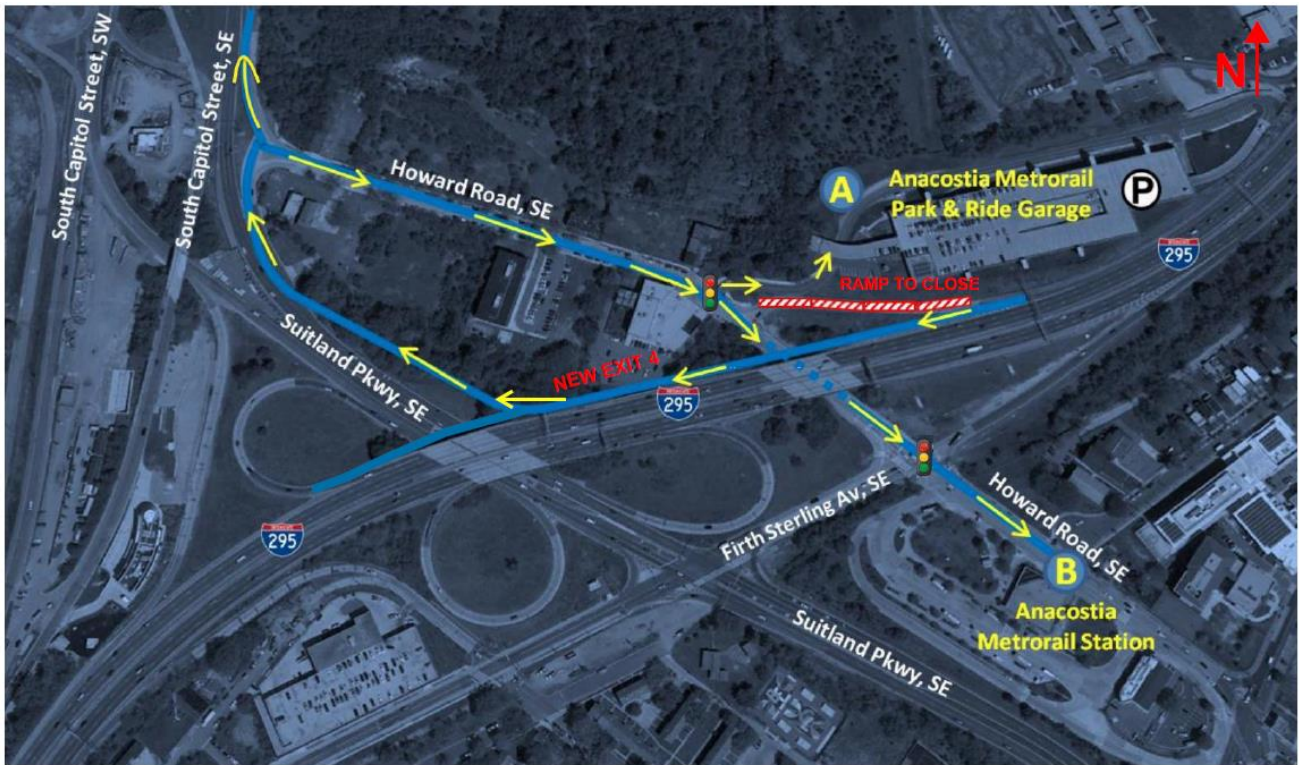 South Capitol Street, SW
South Capitol Street, SE
N
Howard Road, SE
A
Anacostia Metrorail
Park & Ride Garage
P
295
RAMP TO CLOSE
Suitland Pkwy, SE
NEW EXIT 4
295
295
Firth Sterling Av, SE
Howard Road, SE
B
Anacostia
Metrorail Station
Suitland Pkwy, SE